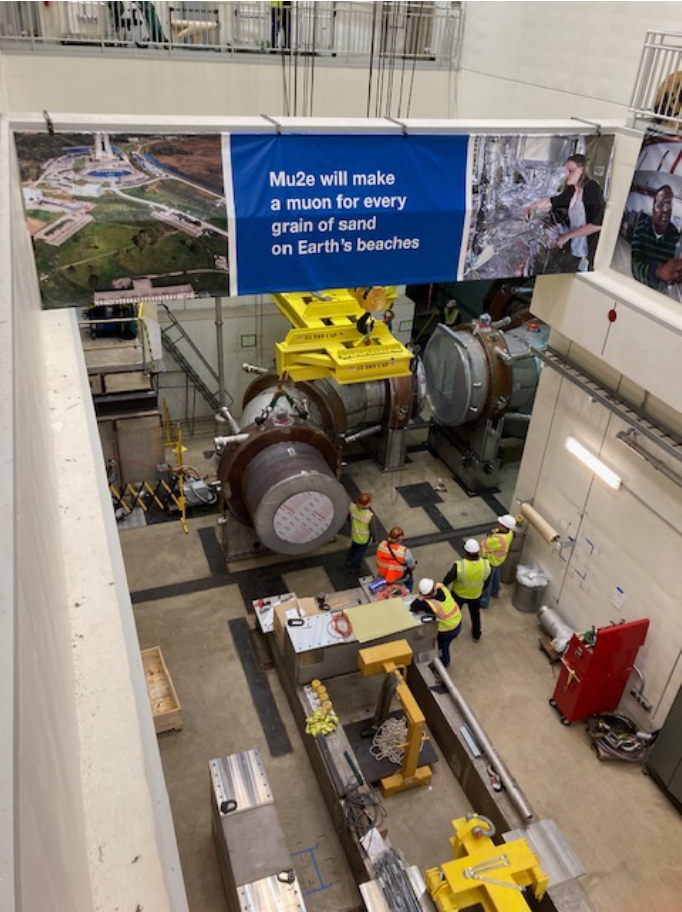 Mu2e will make
a muon for every
grain of sand
on Earth's beaches